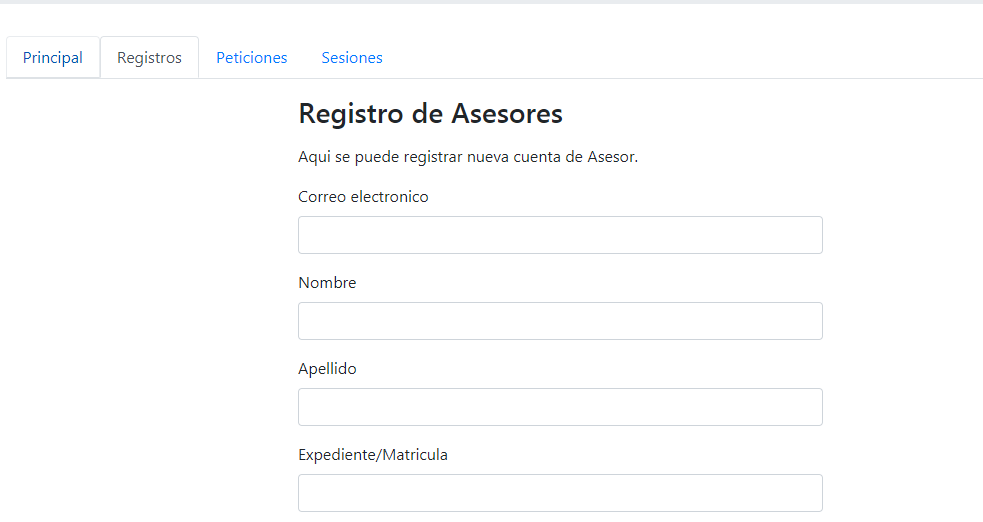 Principal Registros Peticiones Sesiones
Registro de Asesores
Aqui se puede registrar nueva cuenta de Asesor.
Correo electronico
Nombre
Apellido
Expediente/Matricula